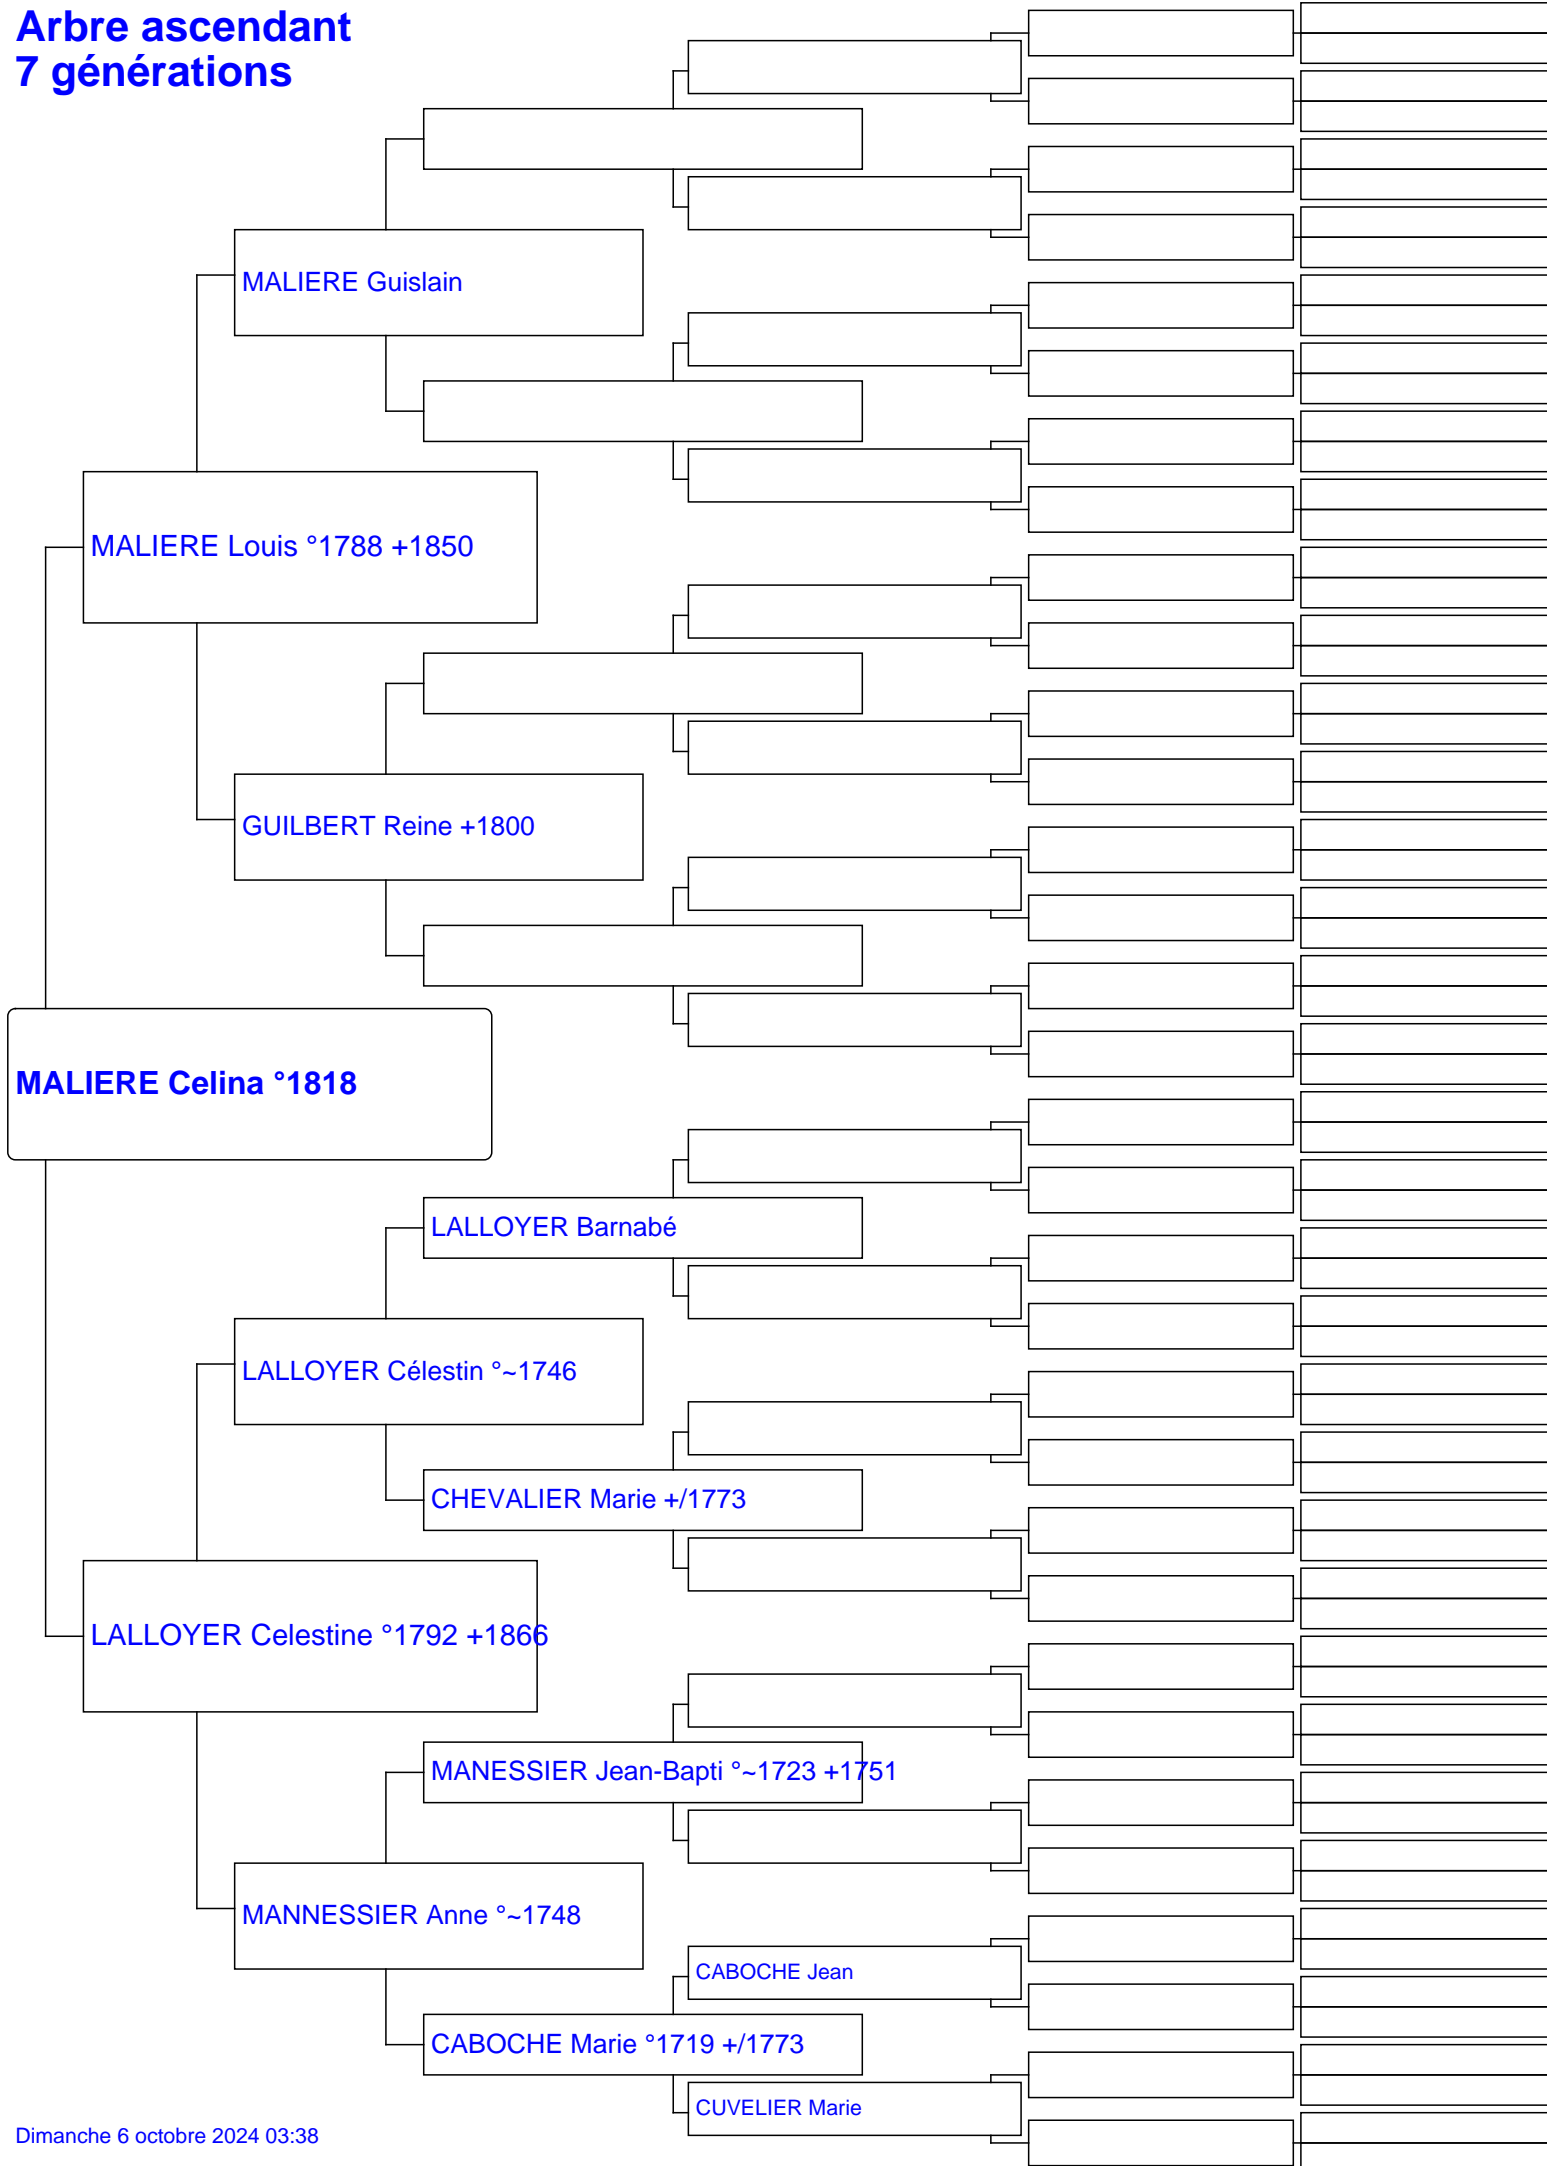 Arbre ascendant
7 générations
MALIERE Guislain
MALIERE Louis °1788 +1850
GUILBERT Reine +1800
MALIERE Celina °1818
LALLOYER Barnabé
LALLOYER Célestin °~1746
CHEVALIER Marie +/1773
LALLOYER Celestine °1792 +1866
MANESSIER Jean-Bapti °~1723 +1751
MANNESSIER Anne °~1748
CABOCHE Jean
CABOCHE Marie °1719 +/1773
CUVELIER Marie
Dimanche 6 octobre 2024 03:38